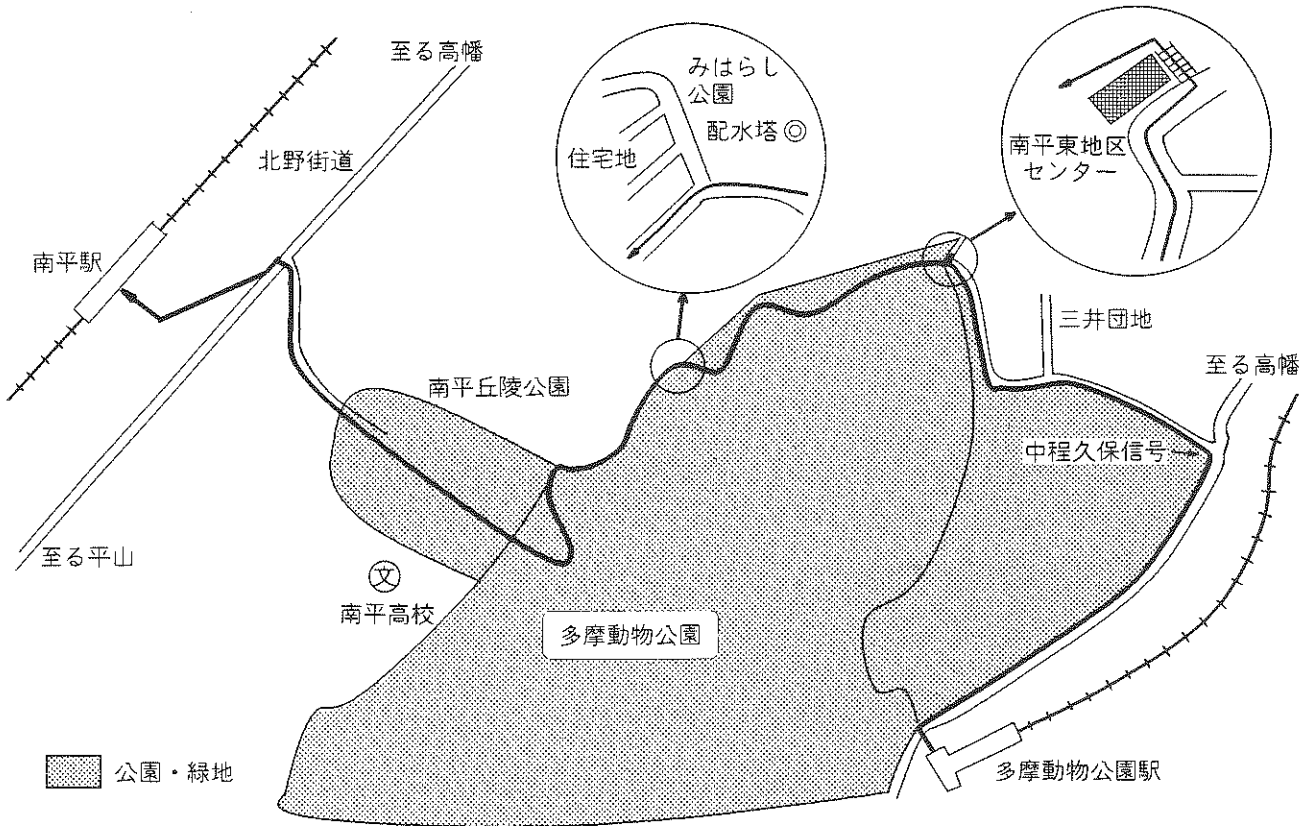 至る高幡
みはらし
公園
配水塔
住宅地
南平東地区
センター
北野街道
南平駅
三井団地
至る高幡
南平丘陵公園
中程久保信号
至る平山
文
南平高校
多摩動物公園
公園・緑地
多摩動物公園駅